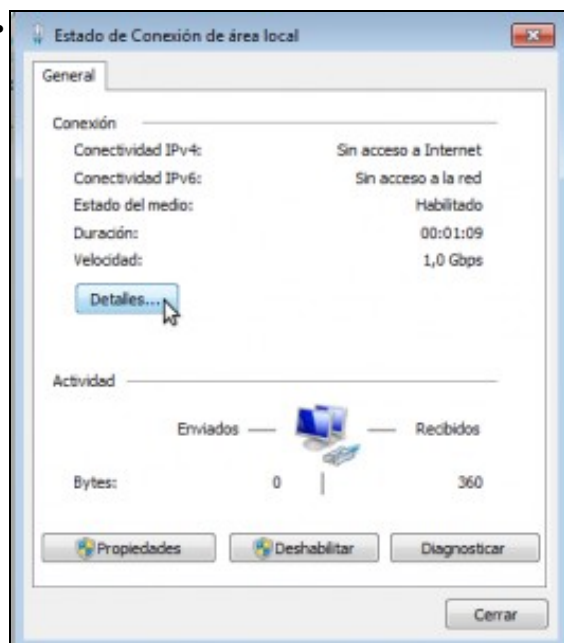 Estado de Conexión de área local
General
Conexión
Conectividad IPv4: Sin acceso a Internet
Conectividad IPv6: Sin acceso a la red
Estado del medio: Habilitado
Duración: 00:01:09
Velocidad: 1,0 Gbps
Detalles...
Actividad
Enviados — — Recibidos
Bytes: 0 | 360
Propiedades Deshabilitar Diagnosticar
Cerrar